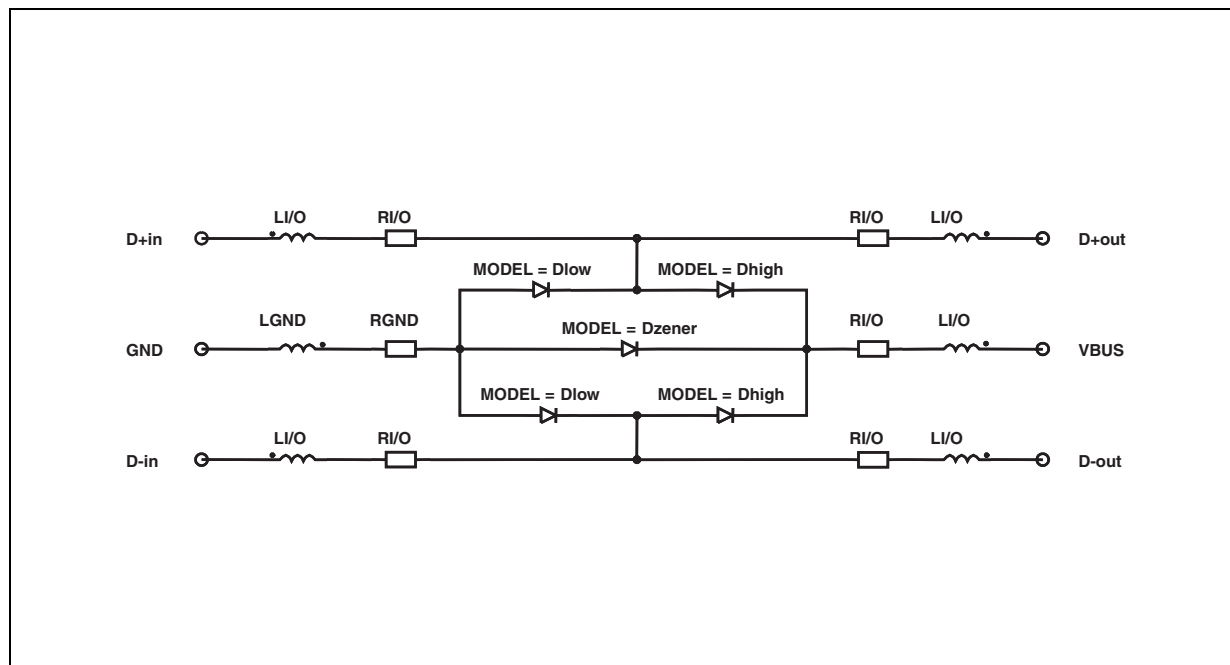 LI/O RI/O RI/O LI/O
D+in D+out
MODEL = Dlow MODEL = Dhigh
LGND RGND MODEL = Dzener RI/O LI/O
GND VBUS
MODEL = Dlow MODEL = Dhigh
LI/O RI/O RI/O LI/O
D-in D-out